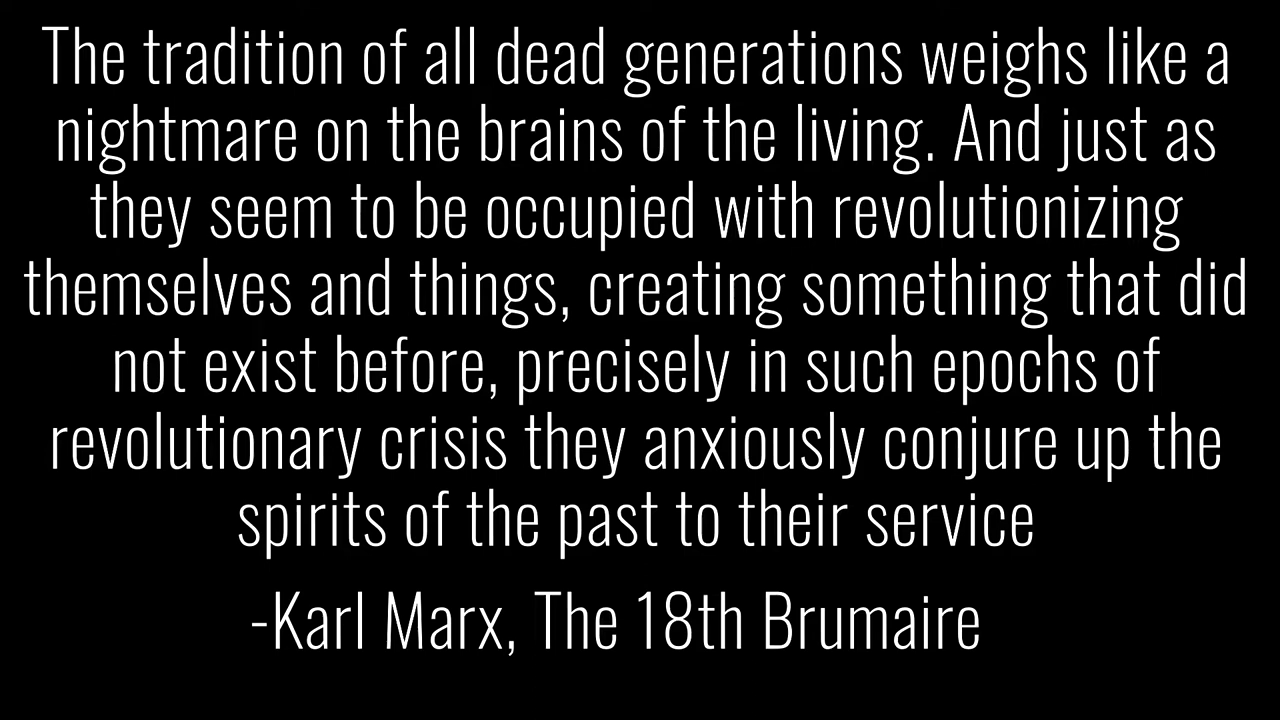 The tradition of all dead generations weighs like a
nightmare on the brains of the living. And just as
they seem to be occupied with revolutionizing
themselves and things, creating something that did
not exist before, precisely in such epochs of
revolutionary crisis they anxiously conjure up the
spirits of the past to their service
-Karl Marx, The 18th Brumaire